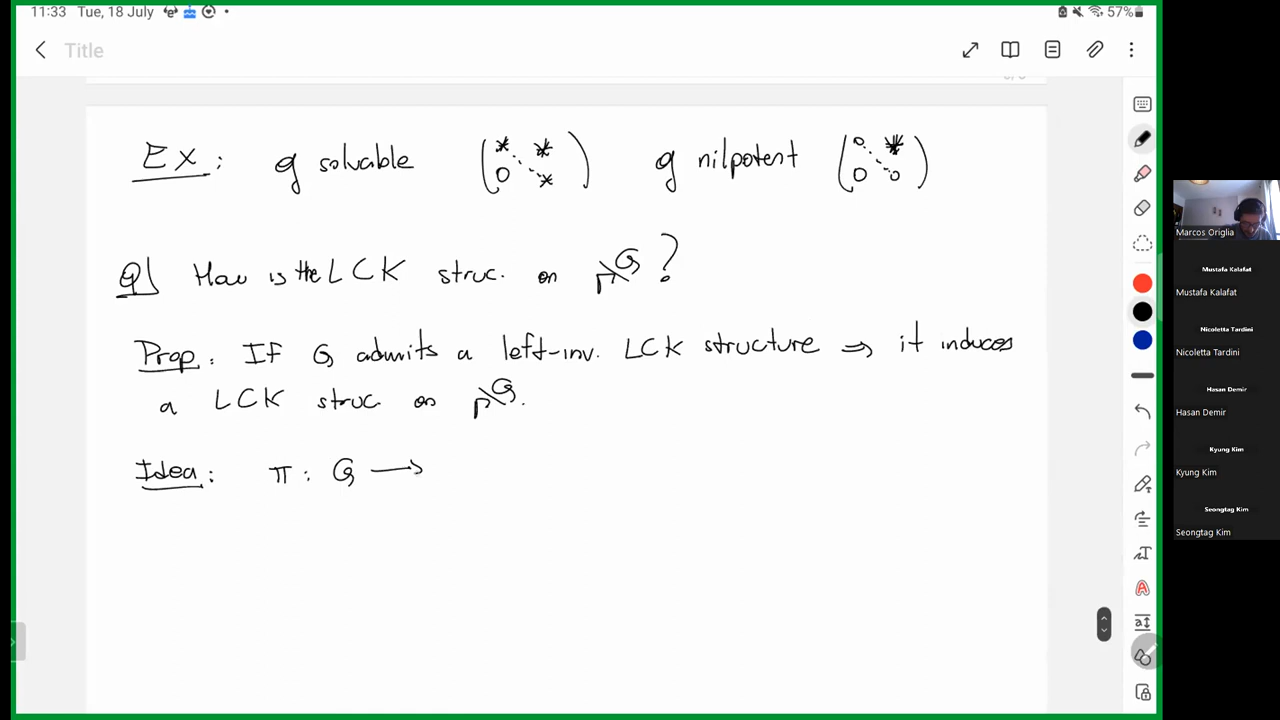 11:33 Tue, 18 July
57%
Title
Ex: g solvable (* * 0 *) g nilpotent (0 * 0 0)
Q| How is the LCK struc. on Γ\G?
Prop: If G admits a left-inv. LCK structure ⇒ it induces
a LCK struc on Γ\G.
Idea: π: G →
Marcos Origlia
Mustafa Kalafat
Mustafa Kalafat
Nicoletta Tardini
Nicoletta Tardini
Hasan Demir
Hasan Demir
Kyung Kim
Kyung Kim
Seongtag Kim
Seongtag Kim